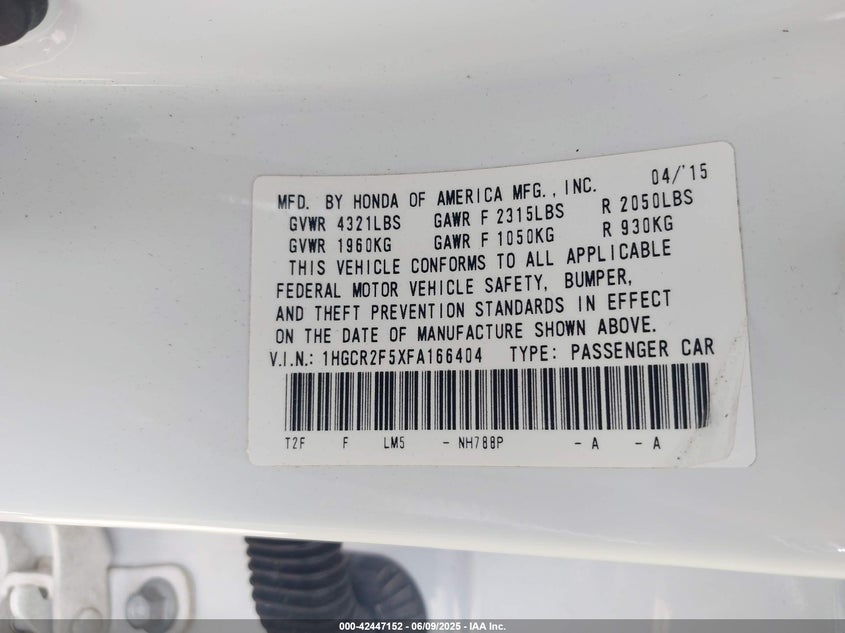 MFD. BY HONDA OF AMERICA MFG., INC. 04/'15
GVWR 4321LBS GAWR F 2315LBS R 2050LBS
GVWR 1960KG GAWR F 1050KG R 930KG
THIS VEHICLE CONFORMS TO ALL APPLICABLE
FEDERAL MOTOR VEHICLE SAFETY, BUMPER,
AND THEFT PREVENTION STANDARDS IN EFFECT
ON THE DATE OF MANUFACTURE SHOWN ABOVE.
V.I.N.: 1HGCR2F5XFA166404 TYPE: PASSENGER CAR
T2F F LM5 - NH788P - A - A
000-42447152 - 06/09/2025 - IAA Inc.